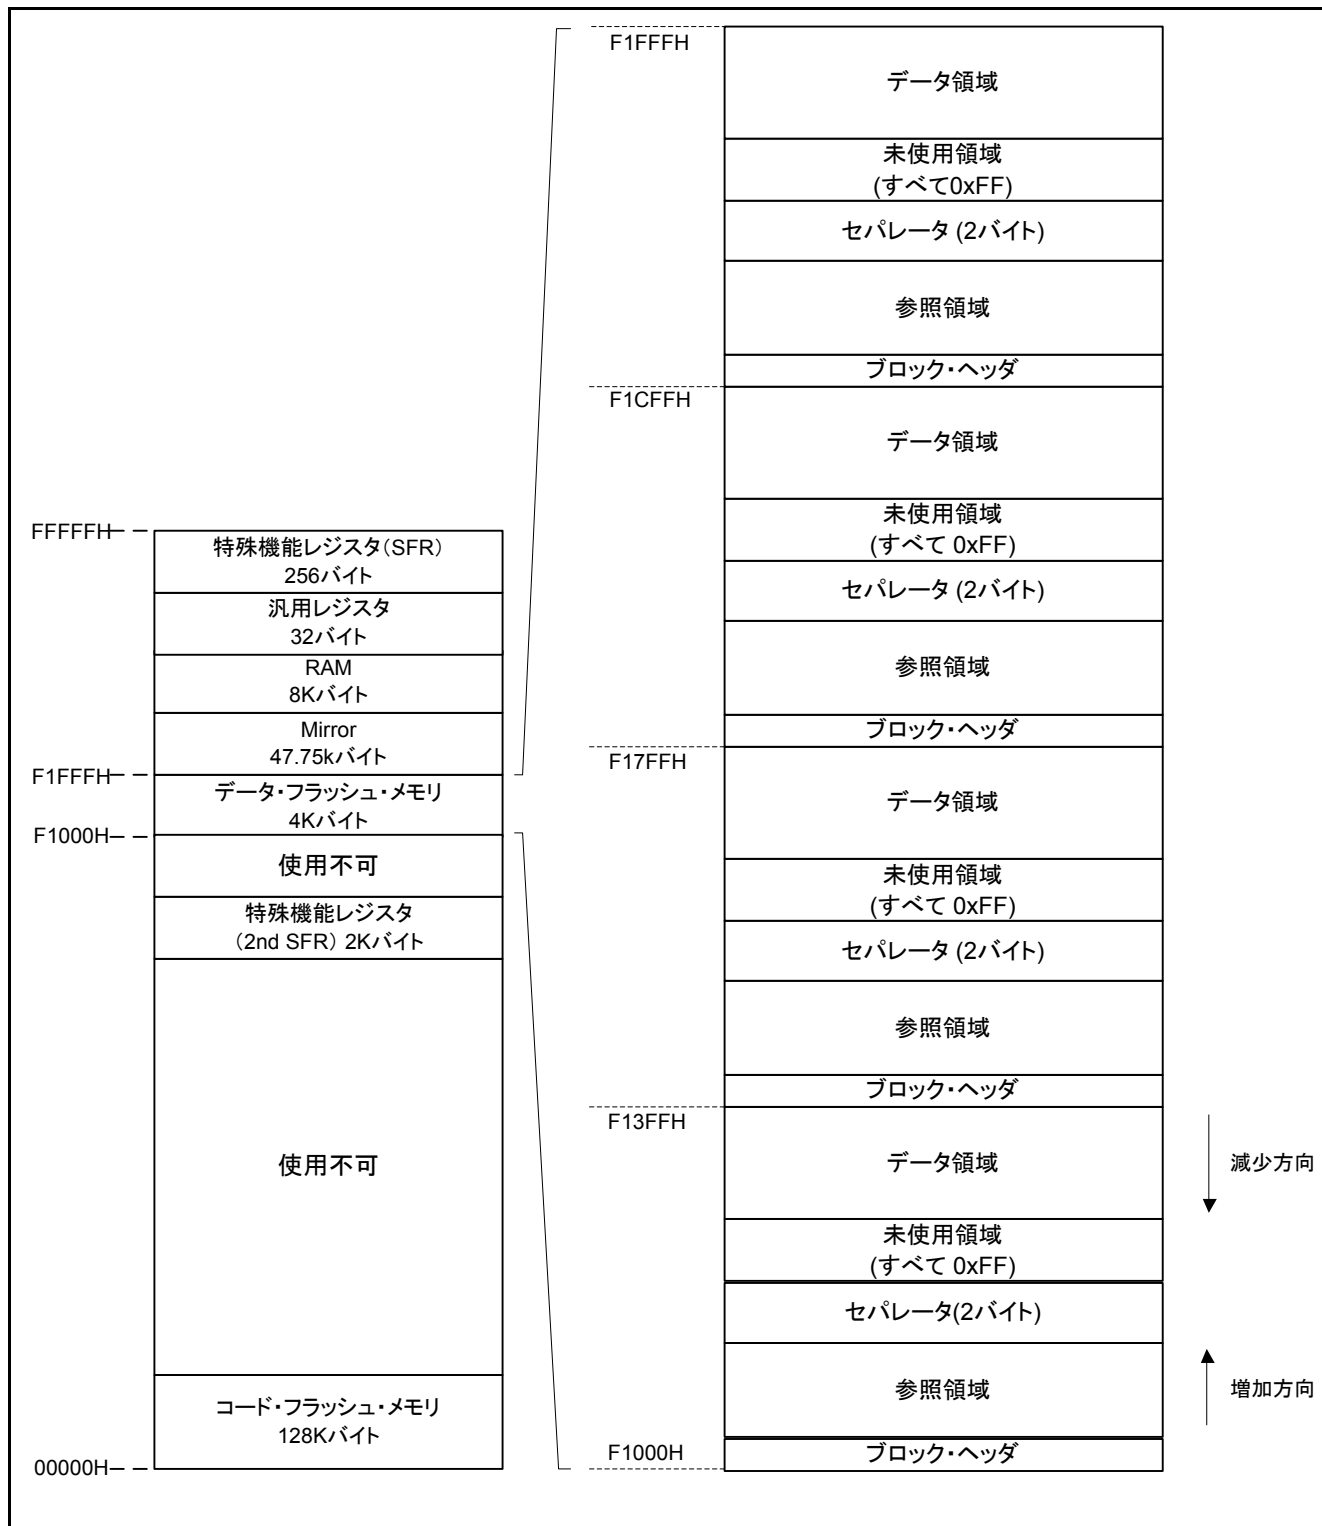 FFFFFH
特殊機能レジスタ(SFR)
256バイト
汎用レジスタ
32バイト
RAM
8Kバイト
Mirror
47.75kバイト
F1FFFH
データ・フラッシュ・メモリ
4Kバイト
F1000H
使用不可
特殊機能レジスタ
(2nd SFR) 2Kバイト
使用不可
コード・フラッシュ・メモリ
128Kバイト
00000H
F1FFFH
データ領域
未使用領域
(すべて0xFF)
セパレータ (2バイト)
参照領域
ブロック・ヘッダ
F1CFFH
データ領域
未使用領域
(すべて 0xFF)
セパレータ (2バイト)
参照領域
ブロック・ヘッダ
F17FFH
データ領域
未使用領域
(すべて 0xFF)
セパレータ (2バイト)
参照領域
ブロック・ヘッダ
F13FFH
データ領域
減少方向
未使用領域
(すべて 0xFF)
セパレータ(2バイト)
参照領域
増加方向
F1000H
ブロック・ヘッダ